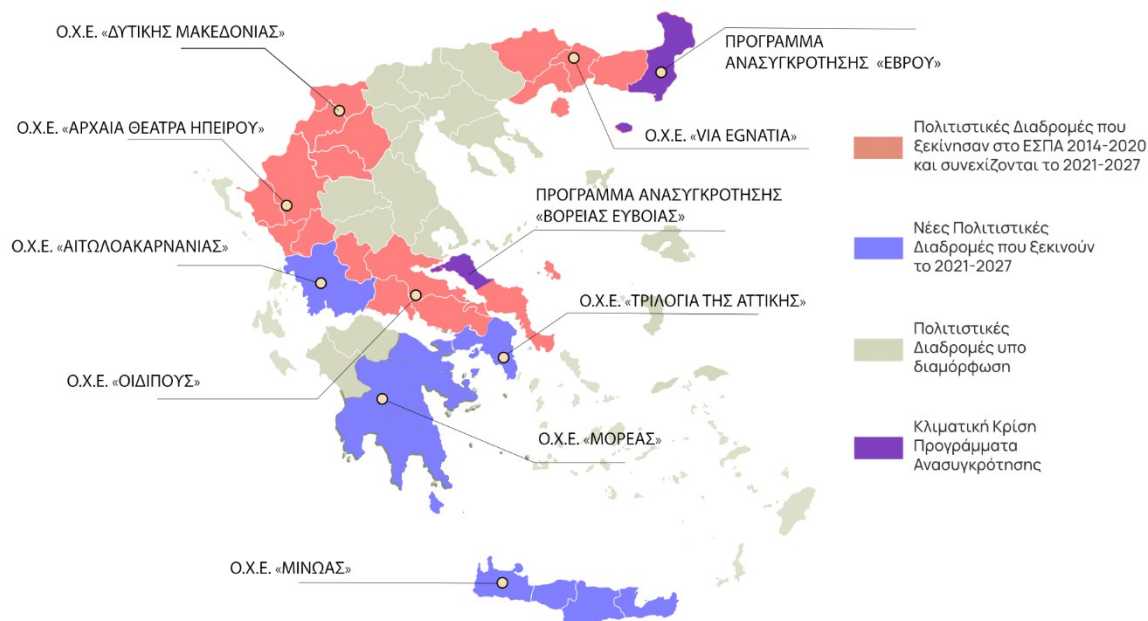 Ο.Χ.Ε. «ΔΥΤΙΚΗΣ ΜΑΚΕΔΟΝΙΑΣ»
ΠΡΟΓΡΑΜΜΑ
ΑΝΑΣΥΓΚΡΟΤΗΣΗΣ «ΕΒΡΟΥ»
Ο.Χ.Ε. «ΑΡΧΑΙΑ ΘΕΑΤΡΑ ΗΠΕΙΡΟΥ»
Ο.Χ.Ε. «VIA EGNATIA»
ΠΡΟΓΡΑΜΜΑ ΑΝΑΣΥΓΚΡΟΤΗΣΗΣ
«ΒΟΡΕΙΑΣ ΕΥΒΟΙΑΣ»
Ο.Χ.Ε. «ΑΙΤΩΛΟΑΚΑΡΝΑΝΙΑΣ»
Ο.Χ.Ε. «ΤΡΙΛΟΓΙΑ ΤΗΣ ΑΤΤΙΚΗΣ»
Ο.Χ.Ε. «ΟΙΔΙΠΟΥΣ»
Ο.Χ.Ε. «ΜΟΡΕΑΣ»
Ο.Χ.Ε. «ΜΙΝΩΑΣ»
Πολιτιστικές Διαδρομές που
ξεκίνησαν στο ΕΣΠΑ 2014-2020
και συνεχίζονται το 2021-2027
Νέες Πολιτιστικές
Διαδρομές που ξεκινούν
το 2021-2027
Πολιτιστικές
Διαδρομές υπο
διαμόρφωση
Κλιματική Κρίση
Προγράμματα
Ανασυγκρότησης